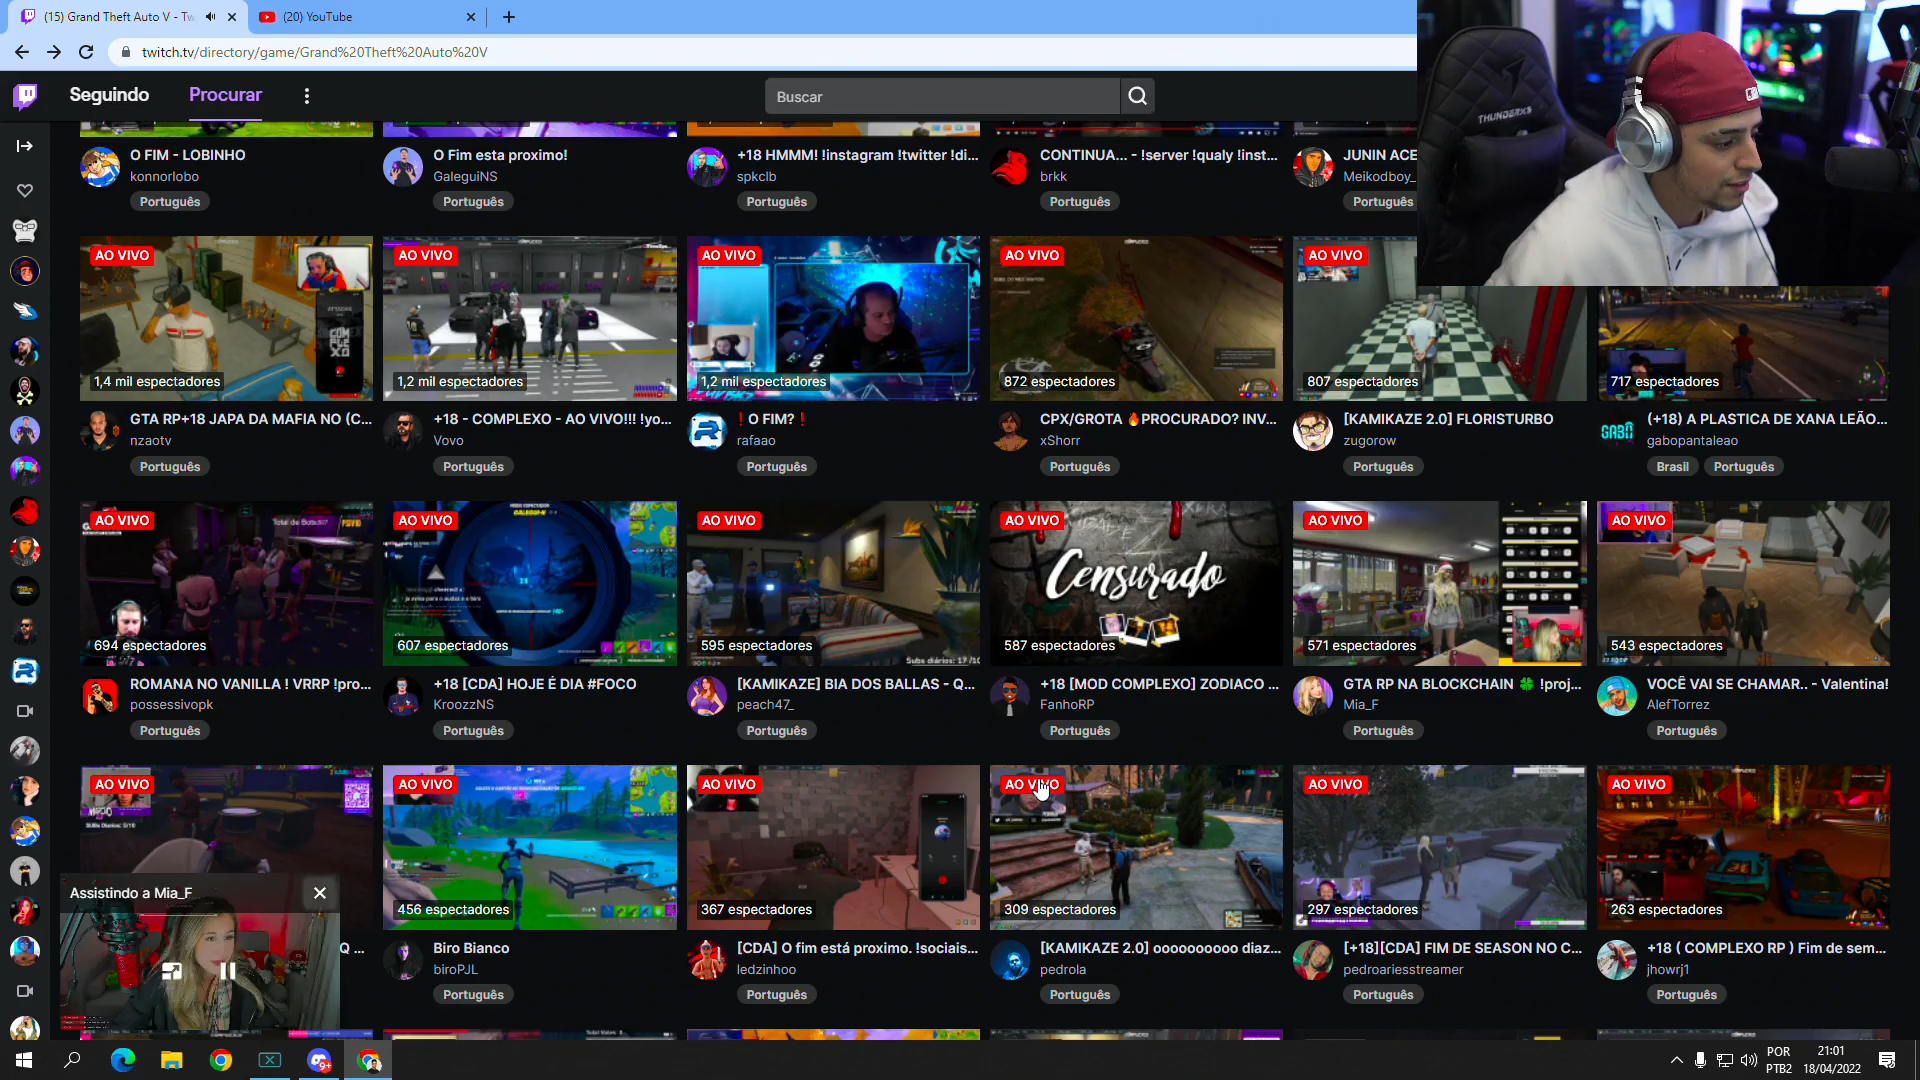 (15) Grand Theft Auto V - Tw
(20) YouTube
twitch.tv/directory/game/Grand%20Theft%20Auto%20V
Seguindo
Procurar
Buscar
THUNDERX3
O FIM - LOBINHO
konnorlobo
Português
O Fim esta proximo!
GaleguiNS
Português
+18 HMMM! !instagram !twitter !di...
spkclb
Português
CONTINUA... - !server !qualy !inst...
brkk
Português
JUNIN ACE
Meikodboy_
Português
AO VIVO
1,4 mil espectadores
GTA RP+18 JAPA DA MAFIA NO (C...
nzaotv
Português
AO VIVO
1,2 mil espectadores
+18 - COMPLEXO - AO VIVO!!! !yo...
Vovo
Português
AO VIVO
1,2 mil espectadores
❗O FIM?❗
rafaao
Português
AO VIVO
872 espectadores
CPX/GROTA 🔥PROCURADO? INV...
xShorr
Português
AO VIVO
807 espectadores
[KAMIKAZE 2.0] FLORISTURBO
zugorow
Português
717 espectadores
GABÔ
(+18) A PLASTICA DE XANA LEÃO...
gabopantaleao
Brasil
Português
AO VIVO
694 espectadores
ROMANA NO VANILLA ! VRRP !pro...
possessivopk
Português
AO VIVO
607 espectadores
+18 [CDA] HOJE É DIA #FOCO
KroozzNS
Português
AO VIVO
Subs diários: 17/10
595 espectadores
[KAMIKAZE] BIA DOS BALLAS - Q...
peach47_
Português
AO VIVO
Censurado
587 espectadores
+18 [MOD COMPLEXO] ZODIACO ...
FanhoRP
Português
AO VIVO
571 espectadores
GTA RP NA BLOCKCHAIN 🍀 !proj...
Mia_F
Português
AO VIVO
543 espectadores
VOCÊ VAI SE CHAMAR.. - Valentina!
AlefTorrez
Português
AO VIVO
Assistindo a Mia_F
Q ...
AO VIVO
456 espectadores
Biro Bianco
biroPJL
Português
AO VIVO
367 espectadores
[CDA] O fim está proximo. !sociais...
ledzinhoo
Português
AO VIVO
309 espectadores
[KAMIKAZE 2.0] oooooooooo diaz...
pedrola
Português
AO VIVO
297 espectadores
[+18][CDA] FIM DE SEASON NO C...
pedroariesstreamer
Português
AO VIVO
263 espectadores
+18 ( COMPLEXO RP ) Fim de sem...
jhowrj1
Português
9+
POR
PTB2
21:01
18/04/2022